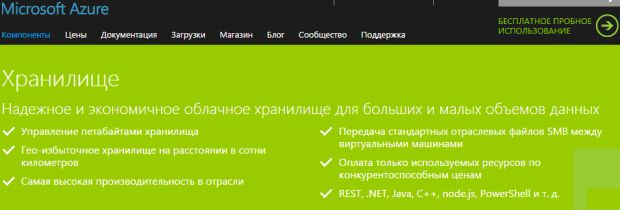 Microsoft Azure
БЕСПЛАТНОЕ ПРОБНОЕ
ИСПОЛЬЗОВАНИЕ
Компоненты Цены Документация Загрузки Магазин Блог Сообщество Поддержка
Хранилище
Надежное и экономичное облачное хранилище для больших и малых объемов данных
Управление петабайтами хранилища
Гео-избыточное хранилище на расстоянии в сотни
километров
Самая высокая производительность в отрасли
Передача стандартных отраслевых файлов SMB между
виртуальными машинами
Оплата только используемых ресурсов по
конкурентоспособным ценам
REST, .NET, Java, C++, node.js, PowerShell и т. д.